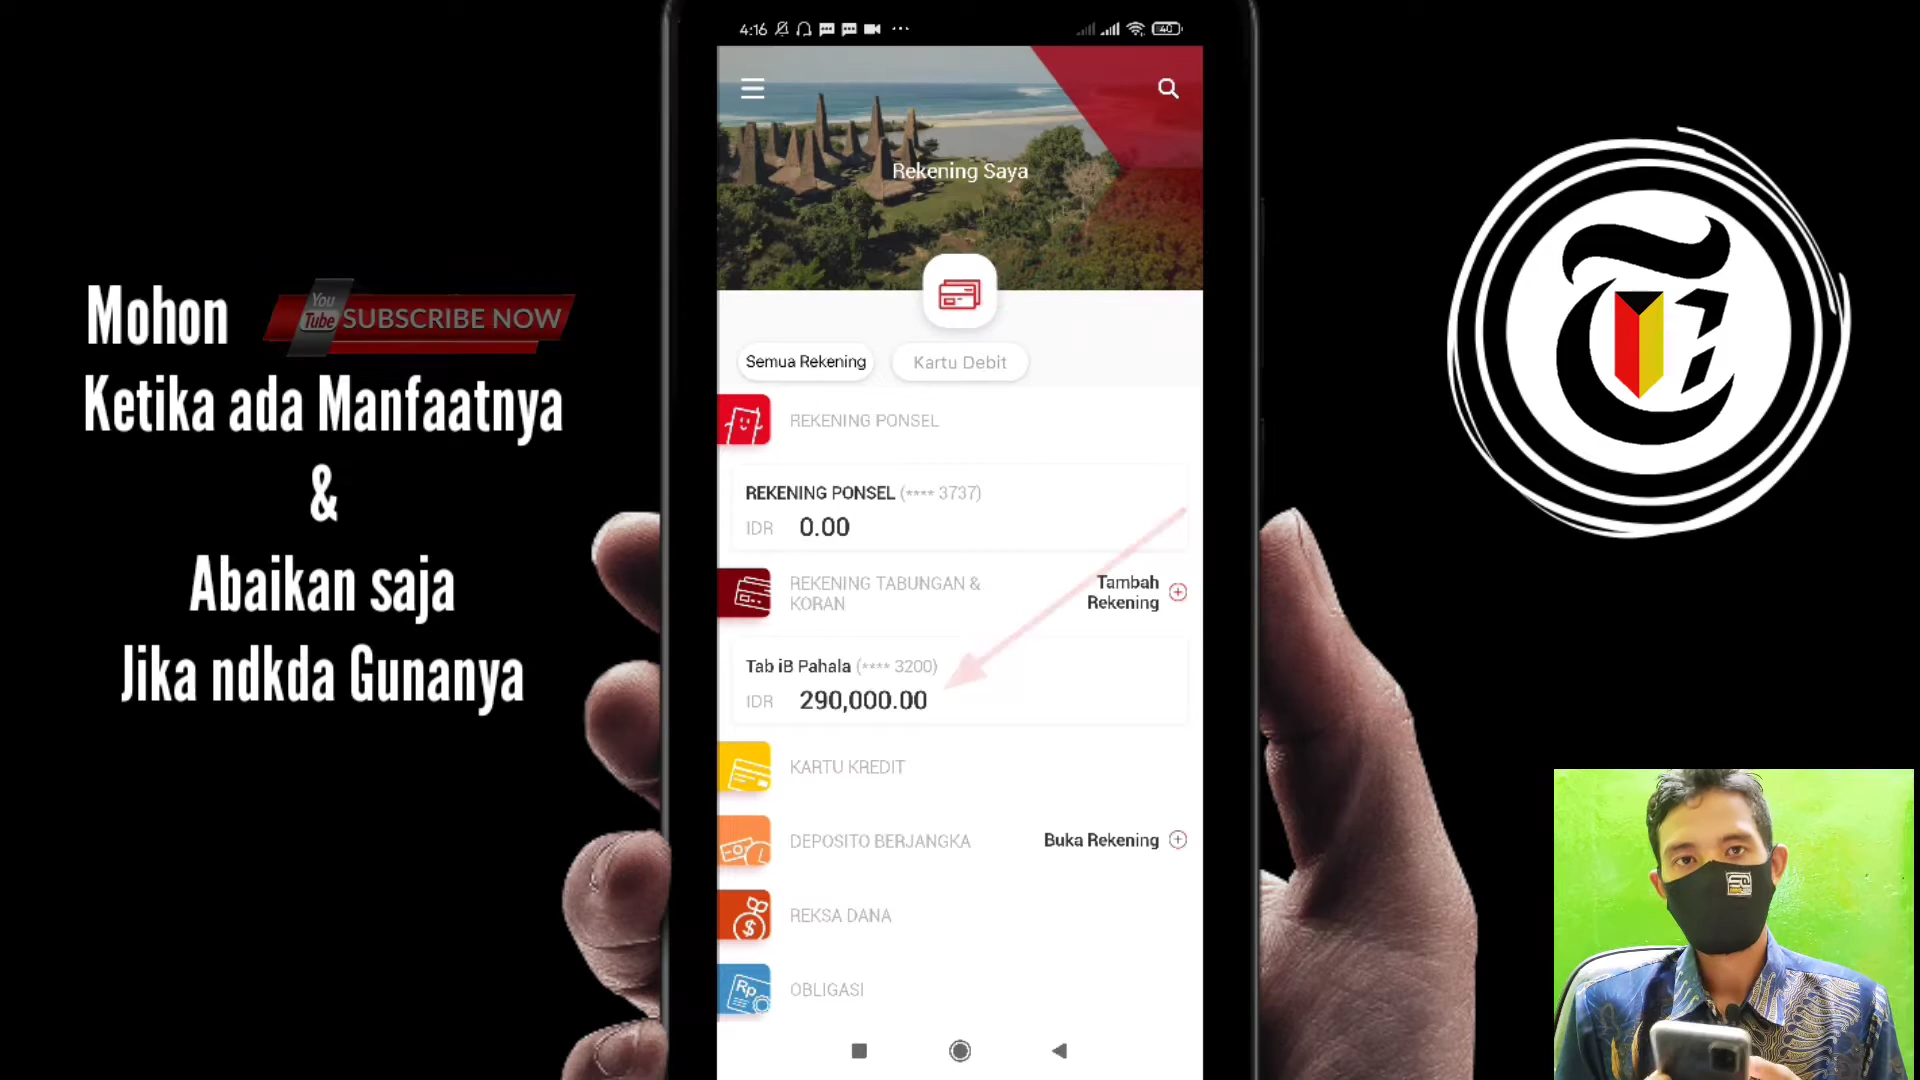 4:16
40
Rekening Saya
Semua Rekening
Kartu Debit
REKENING PONSEL
REKENING PONSEL (**** 3737)
IDR 0.00
REKENING TABUNGAN &
KORAN
Tambah
Rekening
Tab iB Pahala (**** 3200)
IDR 290,000.00
KARTU KREDIT
DEPOSITO BERJANGKA
Buka Rekening
REKSA DANA
Rp
OBLIGASI
Mohon
You
Tube
SUBSCRIBE NOW
Ketika ada Manfaatnya
&
Abaikan saja
Jika ndkda Gunanya